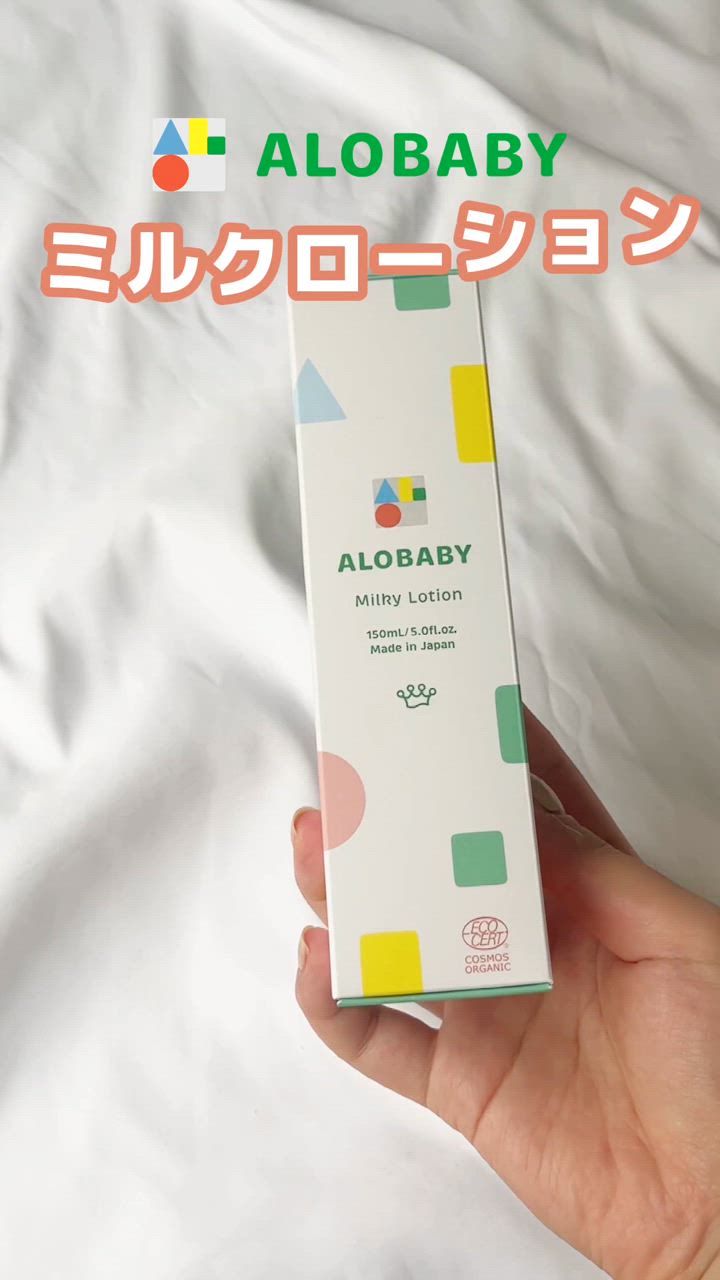 ALOBABY
ミルクローション
ALOBABY
Milky Lotion
150mL/5.0fl.oz.
Made in Japan
ECO
CERT®
COSMOS
ORGANIC